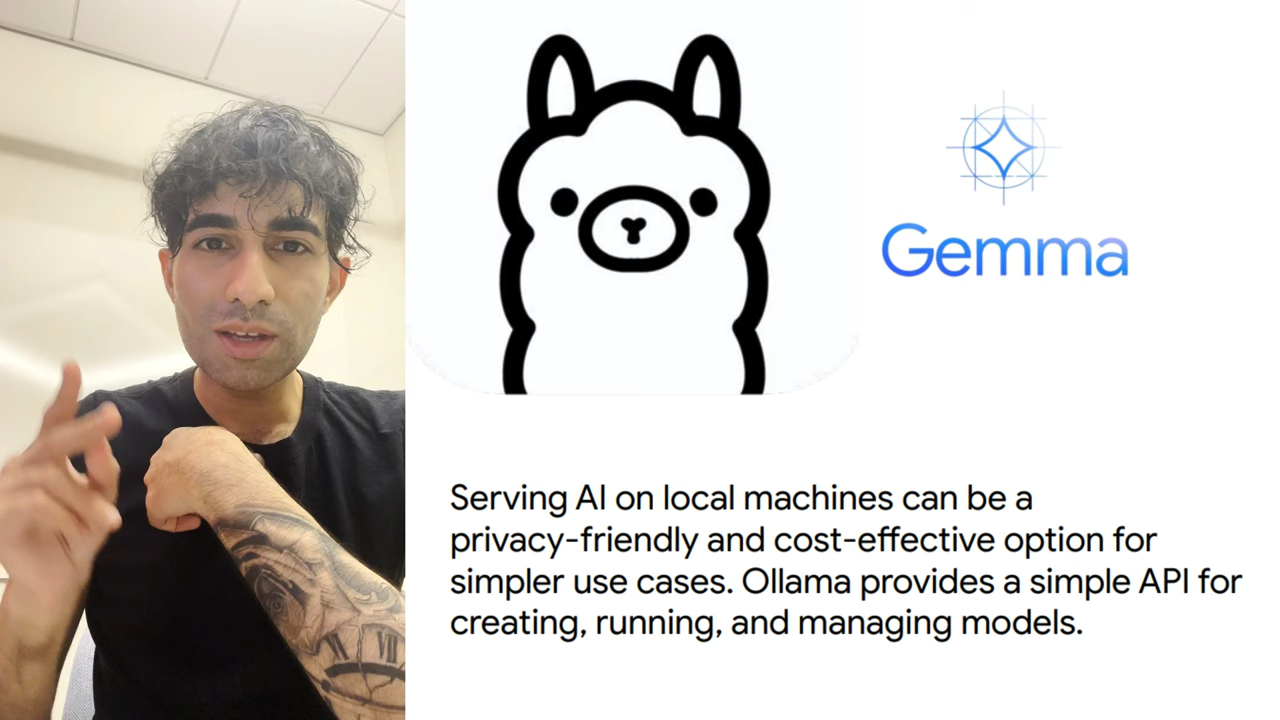 Gemma
Serving AI on local machines can be a
privacy-friendly and cost-effective option for
simpler use cases. Ollama provides a simple API for
creating, running, and managing models.
VII